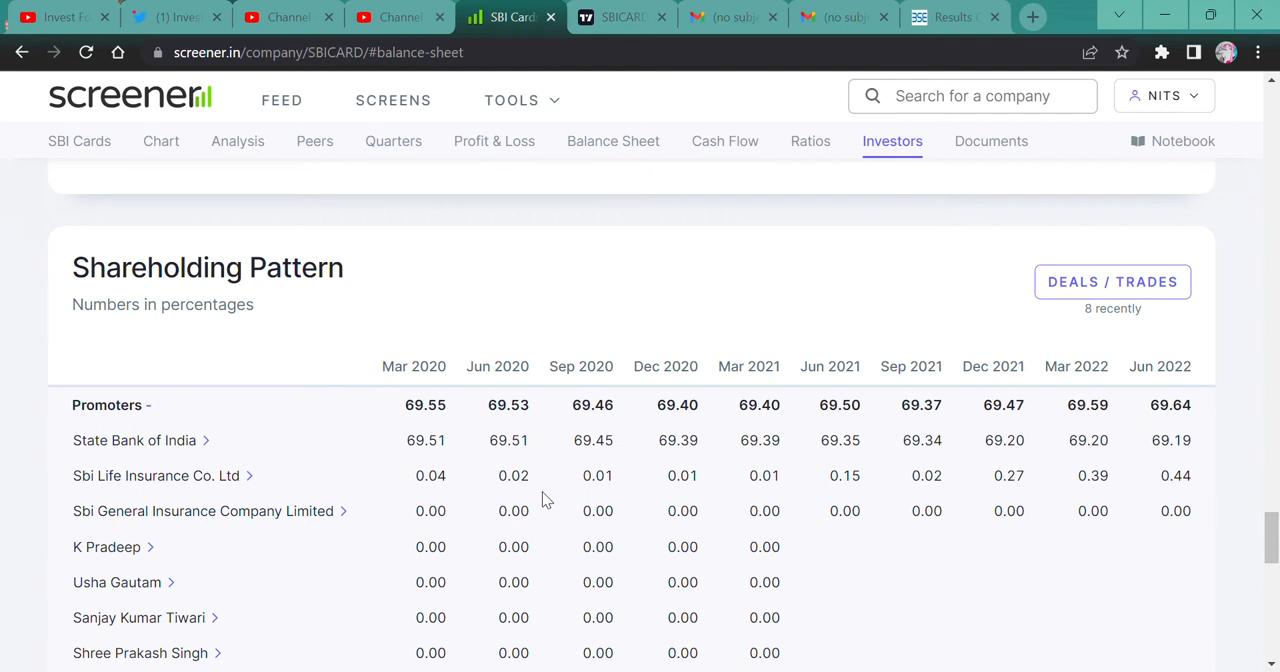 Invest Fo
(1) Inves
Channel
Channel
SBI Card
SBICARD
(no subje
(no subje
Results C
screener.in/company/SBICARD/#balance-sheet
screener
FEED
SCREENS
TOOLS
Search for a company
NITS
SBI Cards
Chart
Analysis
Peers
Quarters
Profit & Loss
Balance Sheet
Cash Flow
Ratios
Investors
Documents
Notebook
Shareholding Pattern
Numbers in percentages
DEALS / TRADES
8 recently
Mar 2020 Jun 2020 Sep 2020 Dec 2020 Mar 2021 Jun 2021 Sep 2021 Dec 2021 Mar 2022 Jun 2022
Promoters - 69.55 69.53 69.46 69.40 69.40 69.50 69.37 69.47 69.59 69.64
State Bank of India 69.51 69.51 69.45 69.39 69.39 69.35 69.34 69.20 69.20 69.19
Sbi Life Insurance Co. Ltd 0.04 0.02 0.01 0.01 0.01 0.15 0.02 0.27 0.39 0.44
Sbi General Insurance Company Limited 0.00 0.00 0.00 0.00 0.00 0.00 0.00 0.00 0.00 0.00
K Pradeep 0.00 0.00 0.00 0.00 0.00
Usha Gautam 0.00 0.00 0.00 0.00 0.00
Sanjay Kumar Tiwari 0.00 0.00 0.00 0.00 0.00
Shree Prakash Singh 0.00 0.00 0.00 0.00 0.00